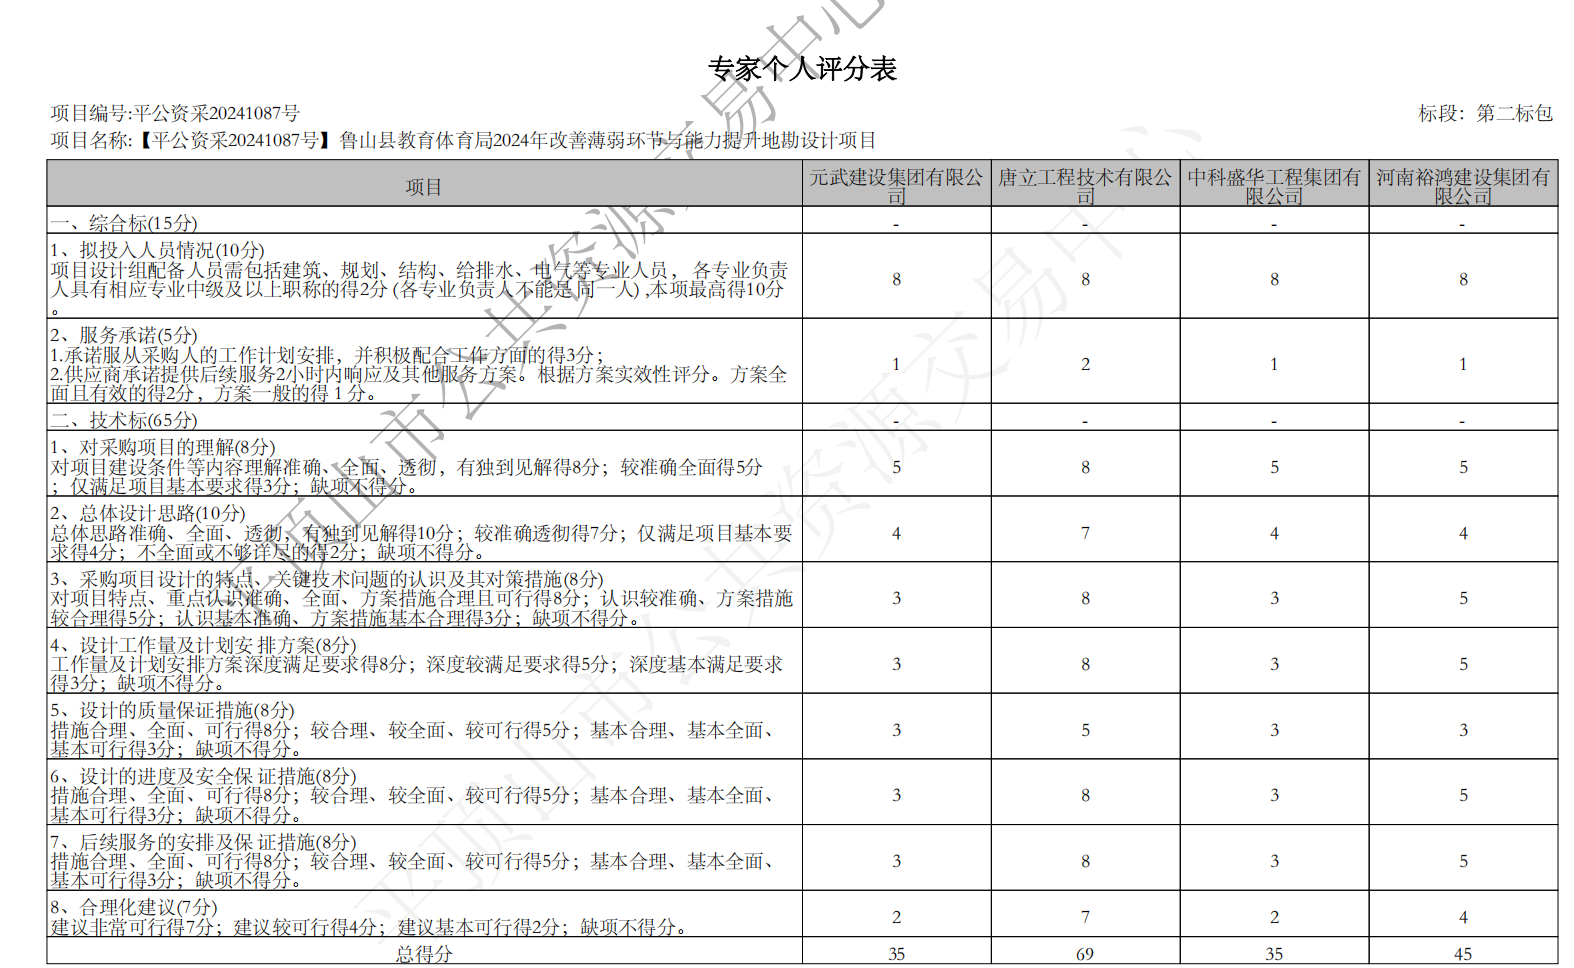 专家个人评分表
项目编号:平公资采20241087号
标段：第二标包
项目名称:【平公资采20241087号】鲁山县教育体育局2024年改善薄弱环节与能力提升地勘设计项目
项目 元武建设集团有限公司 唐立工程技术有限公司 中科盛华工程集团有限公司 河南裕鸿建设集团有限公司
一、综合标(15分) - - - -
1、拟投入人员情况(10分)
项目设计组配备人员需包括建筑、规划、结构、给排水、电气等专业人员，各专业负责
人具有相应专业中级及以上职称的得2分 (各专业负责人不能是同一人) ,本项最高得10分
。
8 8 8 8
2、服务承诺(5分)
1.承诺服从采购人的工作计划安排，并积极配合工作方面的得3分；
2.供应商承诺提供后续服务2小时内响应及其他服务方案。根据方案实效性评分。方案全
面且有效的得2分，方案一般的得 1 分。
1 2 1 1
二、技术标(65分) - - - -
1、对采购项目的理解(8分)
对项目建设条件等内容理解准确、全面、透彻，有独到见解得8分；较准确全面得5分
；仅满足项目基本要求得3分；缺项不得分。
5 8 5 5
2、总体设计思路(10分)
总体思路准确、全面、透彻，有独到见解得10分；较准确透彻得7分；仅满足项目基本要
求得4分；不全面或不够详尽的得2分；缺项不得分。
4 7 4 4
3、采购项目设计的特点、关键技术问题的认识及其对策措施(8分)
对项目特点、重点认识准确、全面、方案措施合理且可行得8分；认识较准确、方案措施
较合理得5分；认识基本准确、方案措施基本合理得3分；缺项不得分。
3 8 3 5
4、设计工作量及计划安 排方案(8分)
工作量及计划安排方案深度满足要求得8分；深度较满足要求得5分；深度基本满足要求
得3分；缺项不得分。
3 8 3 5
5、设计的质量保证措施(8分)
措施合理、全面、可行得8分；较合理、较全面、较可行得5分；基本合理、基本全面、
基本可行得3分；缺项不得分。
3 5 3 3
6、设计的进度及安全保 证措施(8分)
措施合理、全面、可行得8分；较合理、较全面、较可行得5分；基本合理、基本全面、
基本可行得3分；缺项不得分。
3 8 3 5
7、后续服务的安排及保 证措施(8分)
措施合理、全面、可行得8分；较合理、较全面、较可行得5分；基本合理、基本全面、
基本可行得3分；缺项不得分。
3 8 3 5
8、合理化建议(7分)
建议非常可行得7分；建议较可行得4分；建议基本可行得2分；缺项不得分。
2 7 2 4
总得分 35 69 35 45
平顶山市公共资源交易中心
平顶山市公共资源交易中心